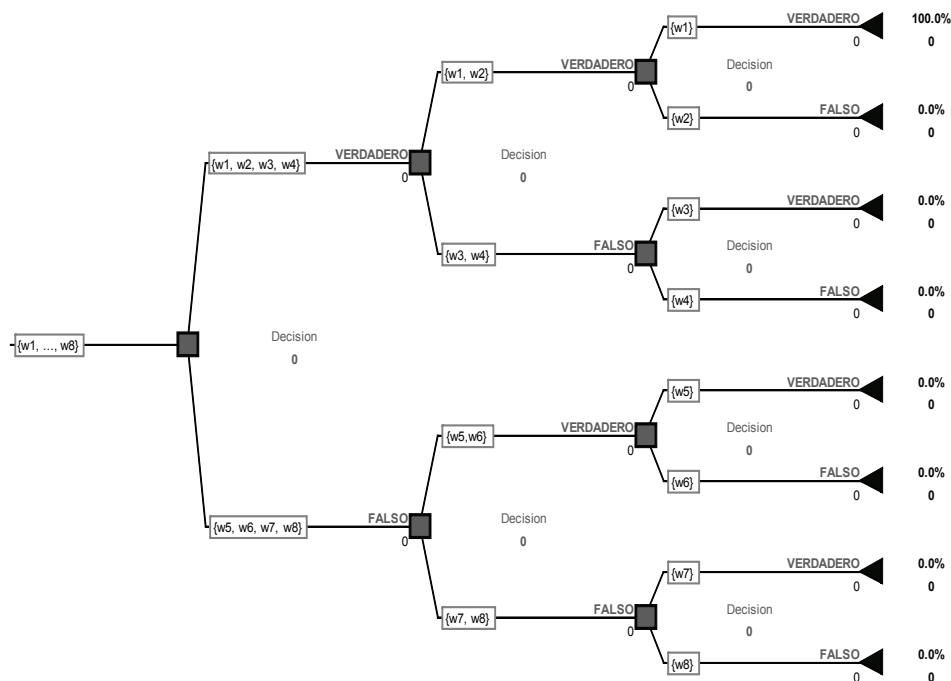 {w1} VERDADERO 100.0%
0 0
{w1, w2} VERDADERO Decision
0 0
{w2} FALSO 0.0%
0 0
{w1, w2, w3, w4} VERDADERO Decision
0 0
{w3} VERDADERO 0.0%
0 0
{w3, w4} FALSO Decision
0 0
{w4} FALSO 0.0%
0 0
{w1, ..., w8} Decision
0
{w5} VERDADERO 0.0%
0 0
{w5,w6} VERDADERO Decision
0 0
{w6} FALSO 0.0%
0 0
{w5, w6, w7, w8} FALSO Decision
0 0
{w7} VERDADERO 0.0%
0 0
{w7, w8} FALSO Decision
0 0
{w8} FALSO 0.0%
0 0